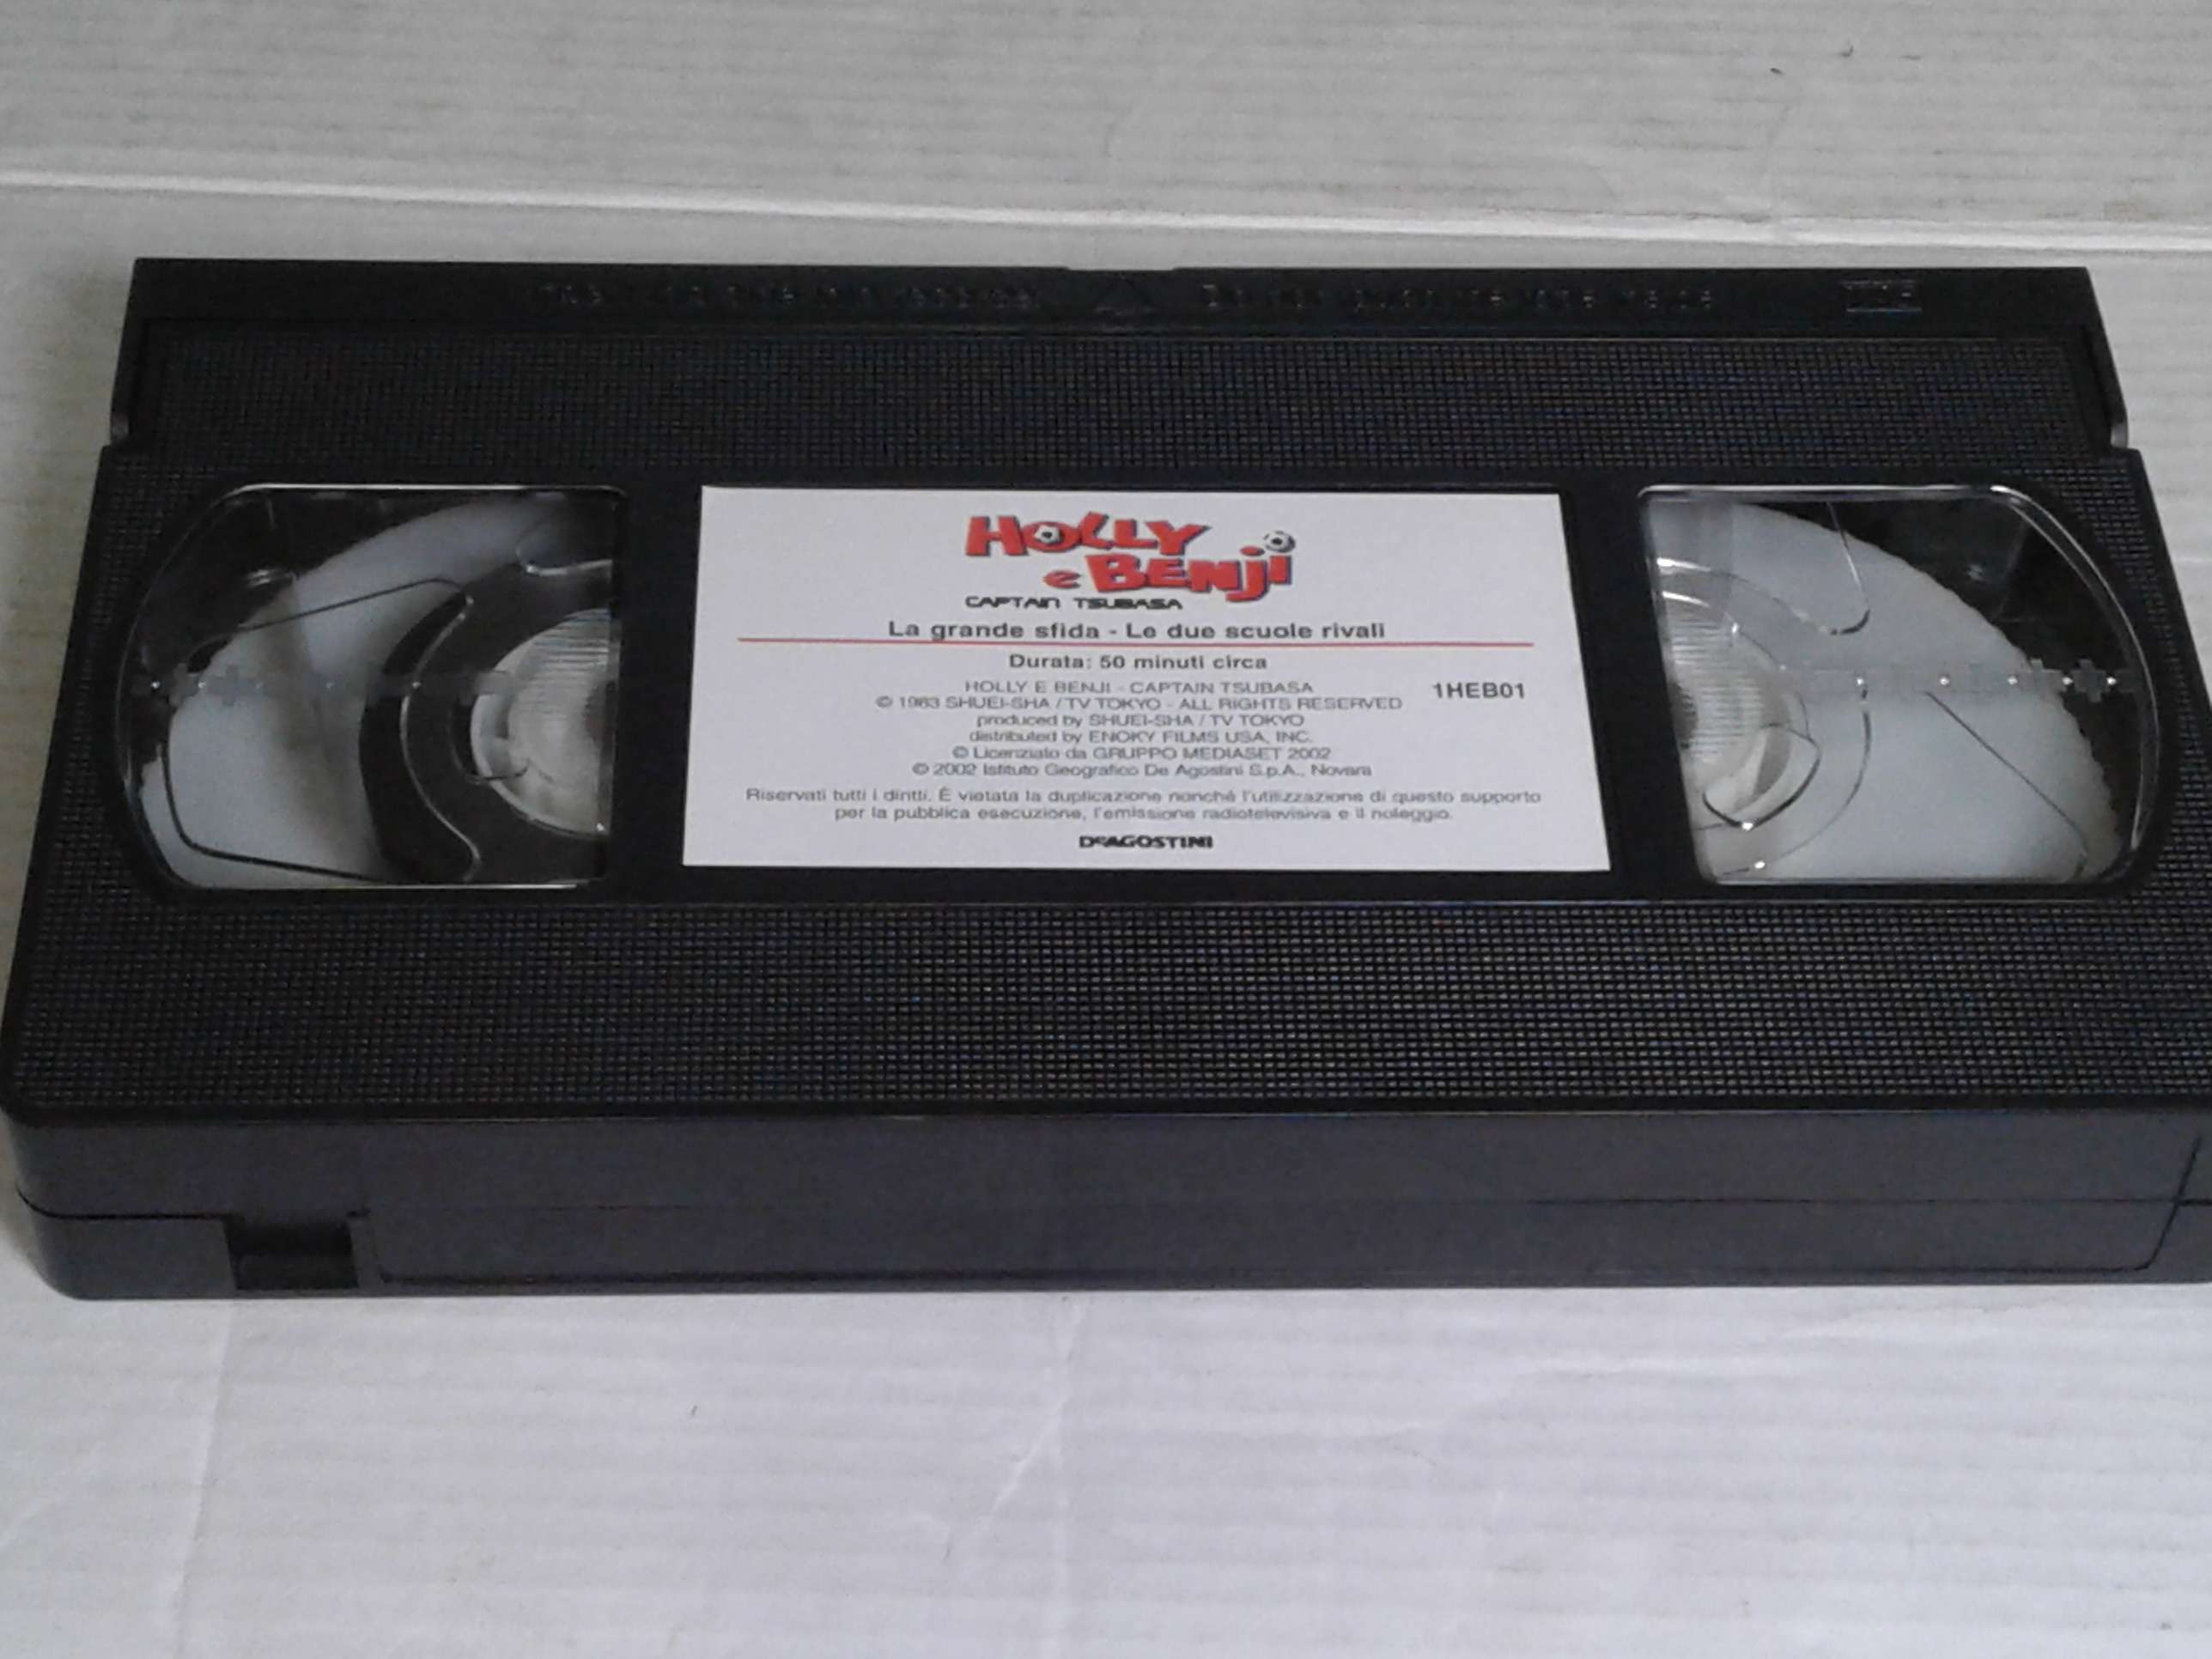 HOLLY
e BENJI
CAPTAIN TSUBASA
La grande sfida - Le due scuole rivali
Durata: 50 minuti circa
HOLLY E BENJI - CAPTAIN TSUBASA
1HEB01
© 1983 SHUEI-SHA / TV TOKYO - ALL RIGHTS RESERVED
produced by SHUEI-SHA / TV TOKYO
distributed by ENOKY FILMS USA, INC.
© Licenziato da GRUPPO MEDIASET 2002
© 2002 Istituto Geografico De Agostini S.p.A., Novara
Riservati tutti i diritti. È vietata la duplicazione nonché l'utilizzazione di questo supporto
per la pubblica esecuzione, l'emissione radiotelevisiva e il noleggio.
DeAGOSTINI